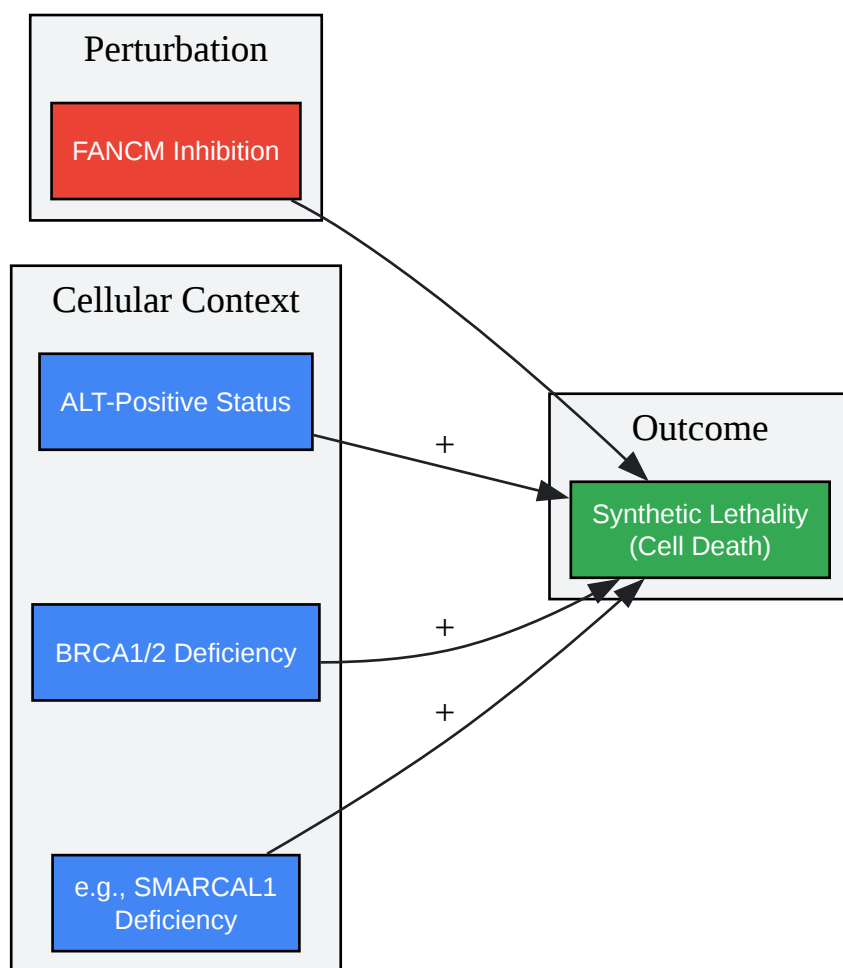 Perturbation
FANCM Inhibition
Cellular Context
ALT-Positive Status
+
Outcome
Synthetic Lethality
(Cell Death)
BRCA1/2 Deficiency
+
+
e.g., SMARCAL1
Deficiency